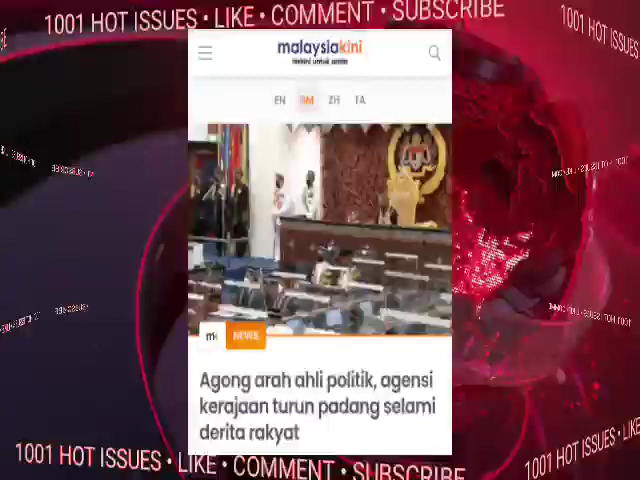 1001 HOT ISSUES • LIKE • COMMENT • SUBSCRIBE
1001 HOT ISSUES
malaysiakini
EN BM ZH TA
NEWS
Agong arah ahli politik, agensi
kerajaan turun padang selami
derita rakyat
1001 HOT ISSUES • LIKE • COMMENT • SUBSCRIBE
1001 HOT ISSUES • LIKE